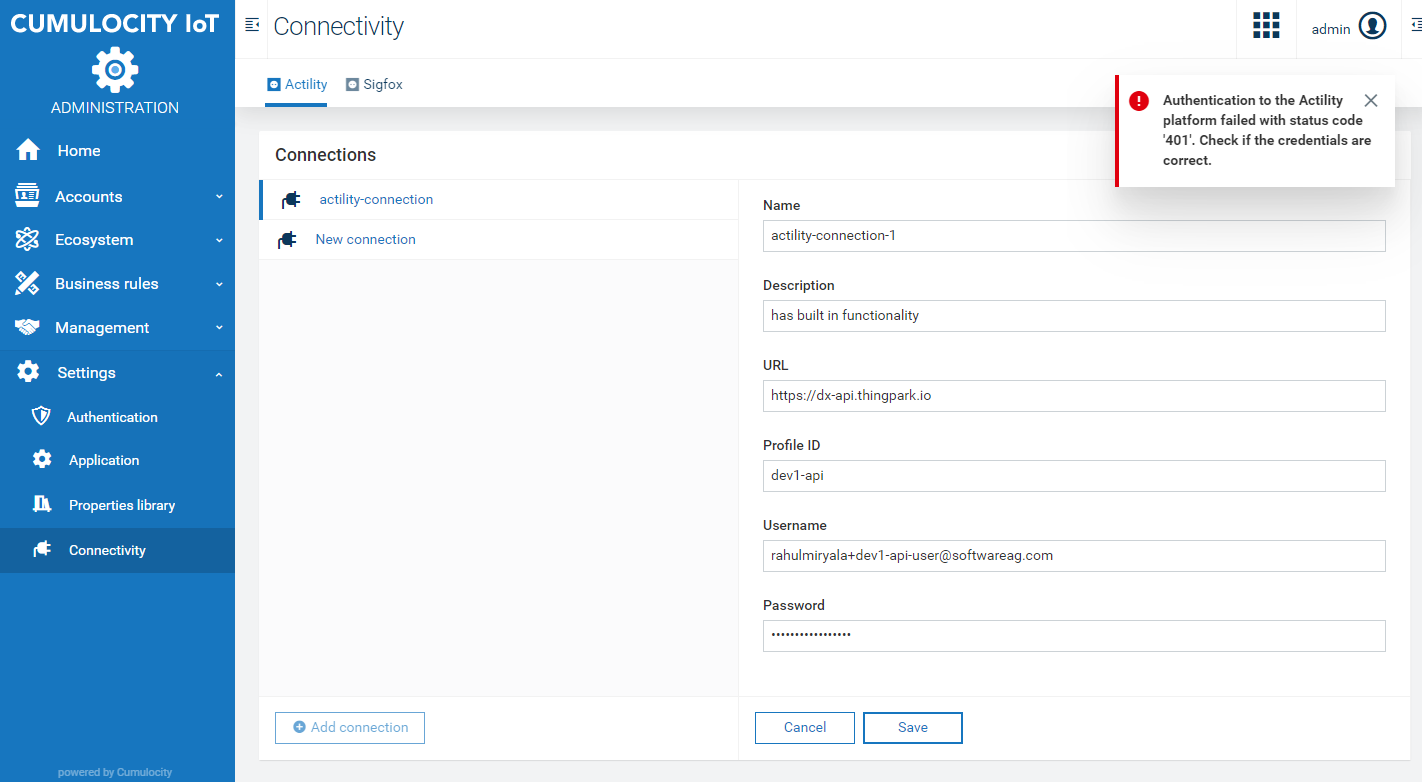 CUMULOCITY IoT
ADMINISTRATION
Home
Accounts
Ecosystem
Business rules
Management
Settings
Authentication
Application
Properties library
Connectivity
powered by Cumulocity
Connectivity
admin
Actility
Sigfox
Authentication to the Actility
platform failed with status code
'401'. Check if the credentials are
correct.
Connections
actility-connection
New connection
Add connection
Name
actility-connection-1
Description
has built in functionality
URL
https://dx-api.thingpark.io
Profile ID
dev1-api
Username
rahulmiryala+dev1-api-user@softwareag.com
Password
•••••••••••••••••
Cancel
Save